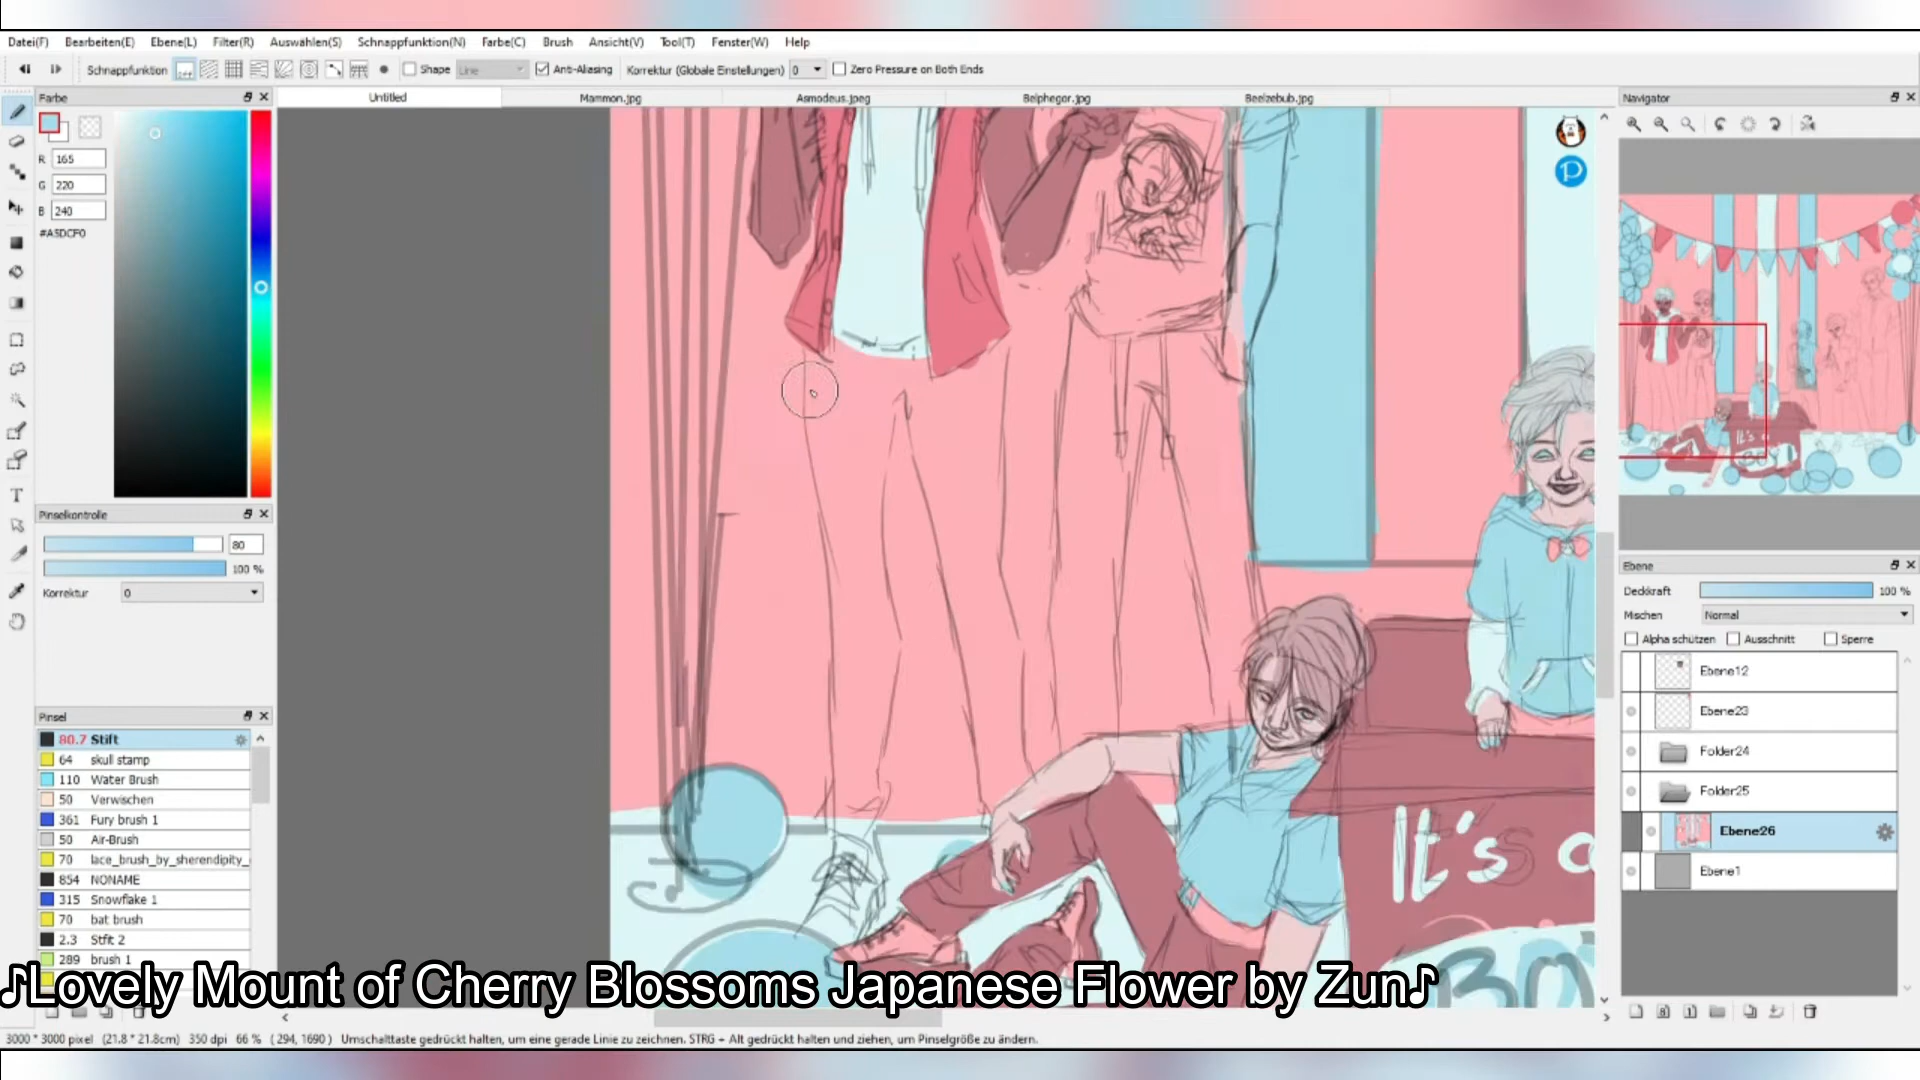 Datei(F) Bearbeiten(E) Ebene(L) Filter(R) Auswählen(S) Schnappfunktion(N) Farbe(C) Brush Ansicht(V) Tool(T) Fenster(W) Help
Schnappfunktion off Shape Line Anti-Aliasing Korrektur (Globale Einstellungen) 0 Zero Pressure on Both Ends
Farbe
Untitled Mammon.jpg Asmodeus.jpeg Belphegor.jpg Beelzebub.jpg
Navigator
R 165
G 220
B 240
#A5DCF0
Pinselkontrolle
80
100 %
Korrektur 0
Pinsel
80.7 Stift
64 skull stamp
110 Water Brush
50 Verwischen
361 Fury brush 1
50 Air-Brush
70 lace_brush_by_sherendipity_
854 NONAME
315 Snowflake 1
70 bat brush
2.3 Stfit 2
289 brush 1
It's a
BO
Ebene
Deckkraft 100 %
Mischen Normal
Alpha schützen Ausschnitt Sperre
Ebene12
Ebene23
Folder24
Folder25
Ebene26
Ebene1
♪Lovely Mount of Cherry Blossoms Japanese Flower by Zun♪
3000 * 3000 pixel (21.8 * 21.8cm) 350 dpi 66 % ( 294, 1690 ) Umschalttaste gedrückt halten, um eine gerade Linie zu zeichnen. STRG + Alt gedrückt halten und ziehen, um Pinselgröße zu ändern.